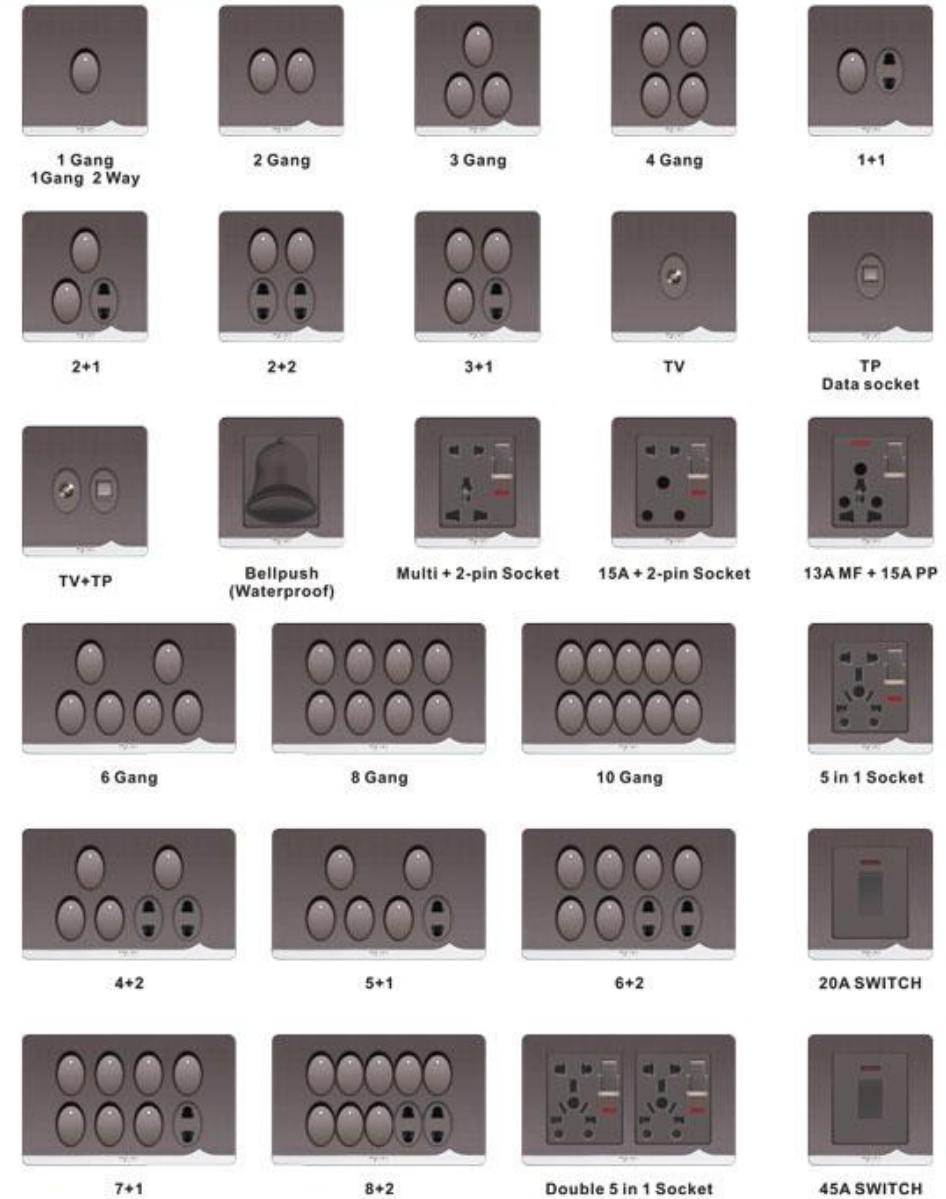 1 Gang
1Gang 2 Way
2 Gang
3 Gang
4 Gang
1+1
2+1
2+2
3+1
TV
TP
Data socket
TV+TP
Bellpush
(Waterproof)
Multi + 2-pin Socket
15A + 2-pin Socket
13A MF + 15A PP
6 Gang
8 Gang
10 Gang
5 in 1 Socket
4+2
5+1
6+2
20A SWITCH
7+1
8+2
Double 5 in 1 Socket
45A SWITCH